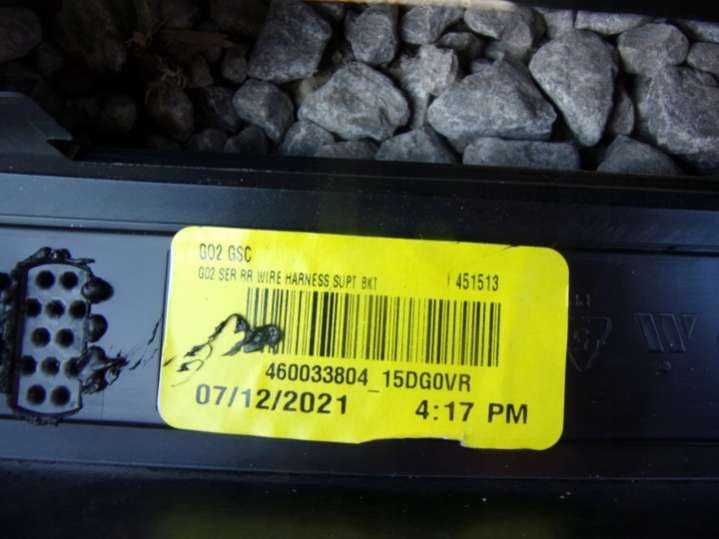 G02 GSC
G02 SER RR WIRE HARNESS SUPT BKT 451513
460033804_15DG0VR
07/12/2021 4:17 PM